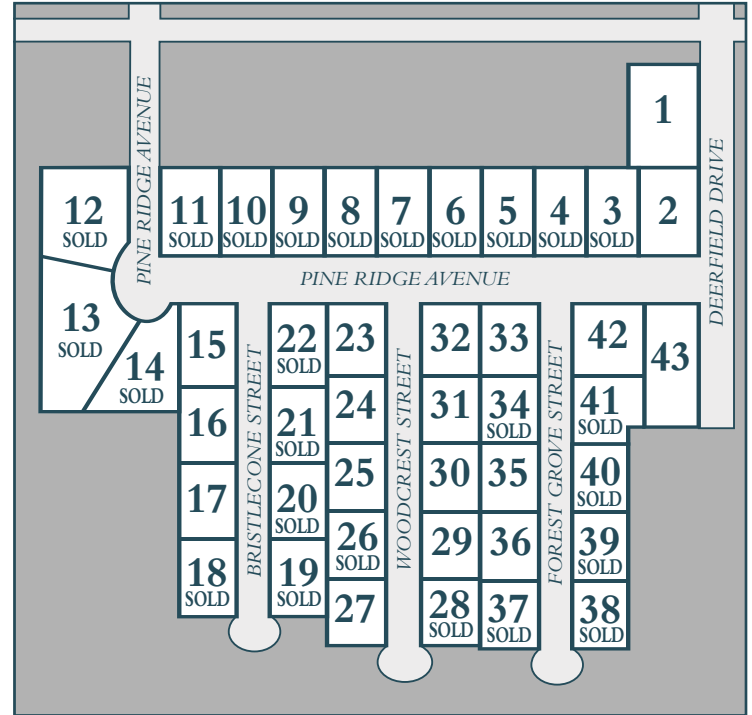 1
PINE RIDGE AVENUE
DEERFIELD DRIVE
12
SOLD
11
SOLD
10
SOLD
9
SOLD
8
SOLD
7
SOLD
6
SOLD
5
SOLD
4
SOLD
3
SOLD
2
PINE RIDGE AVENUE
13
SOLD
14
SOLD
15
16
17
18
SOLD
BRISTLECONE STREET
22
SOLD
21
SOLD
20
SOLD
19
SOLD
23
24
25
26
SOLD
27
WOODCREST STREET
32
31
30
29
28
SOLD
33
34
SOLD
35
36
37
SOLD
FOREST GROVE STREET
42
41
SOLD
40
SOLD
39
SOLD
38
SOLD
43